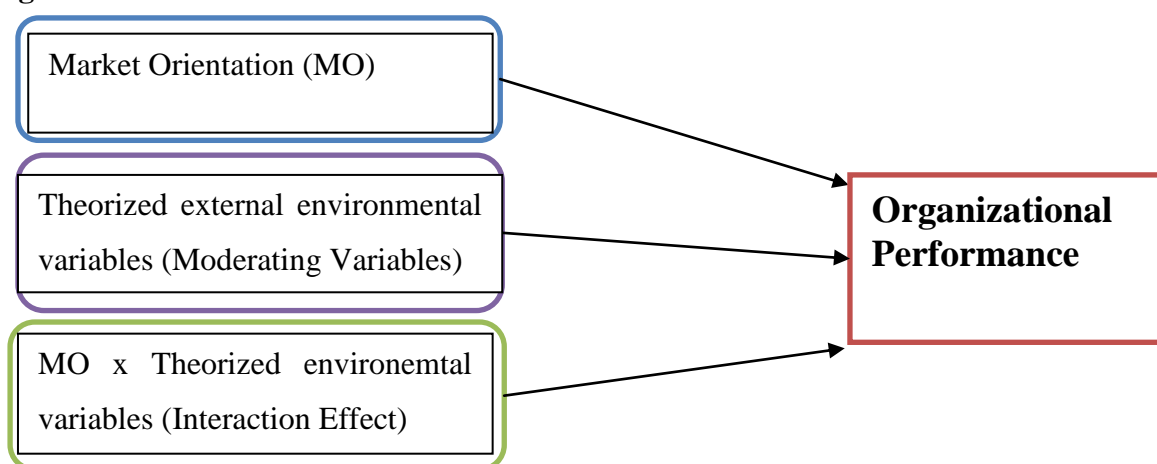 Market Orientation (MO)
Theorized external environmental
variables (Moderating Variables)
MO x Theorized environemtal
variables (Interaction Effect)
Organizational
Performance